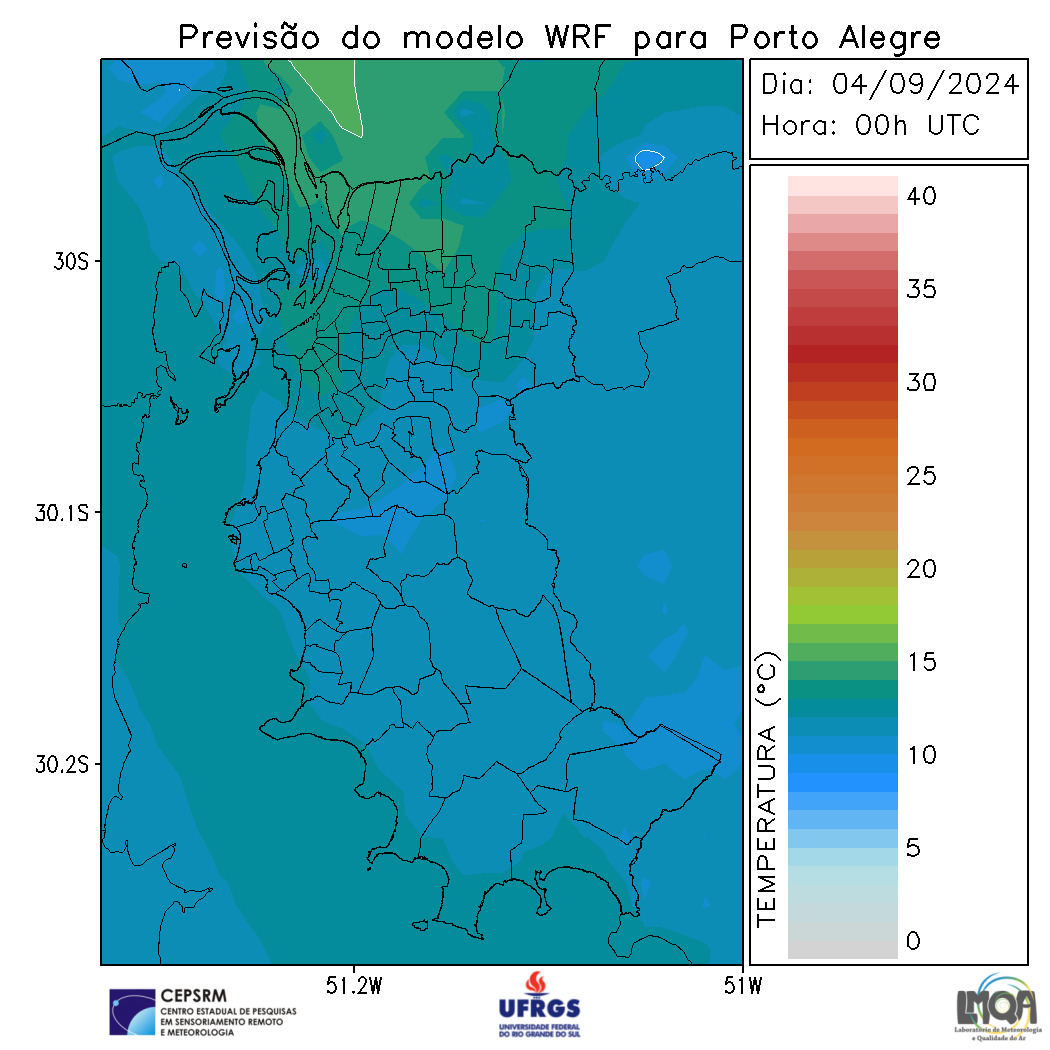 Previsão do modelo WRF para Porto Alegre
Dia: 04/09/2024
Hora: 00h UTC
40
35
30
25
20
15
10
5
0
TEMPERATURA (°C)
30S
30.1S
30.2S
51.2W
51W
CEPSRM
CENTRO ESTADUAL DE PESQUISAS
EM SENSORIAMENTO REMOTO
E METEOROLOGIA
UFRGS
UNIVERSIDADE FEDERAL
DO RIO GRANDE DO SUL
LMQA
Laboratório de Meteorologia
e Qualidade do Ar